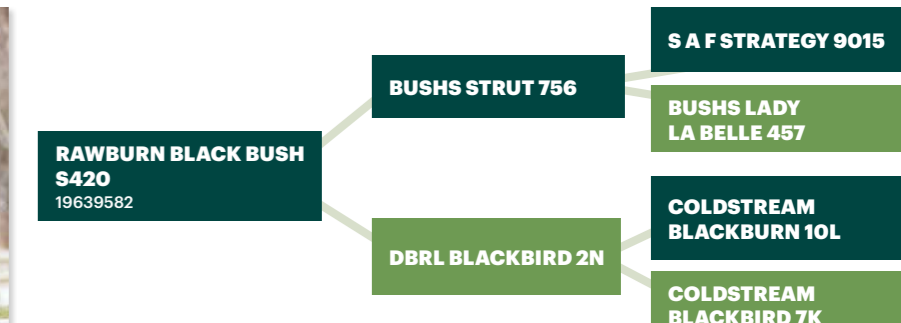 S A F STRATEGY 9015
BUSHS STRUT 756
BUSHS LADY
LA BELLE 457
RAWBURN BLACK BUSH
S420
19639582
COLDSTREAM
BLACKBURN 10L
DBRL BLACKBIRD 2N
COLDSTREAM
BLACKBIRD 7K